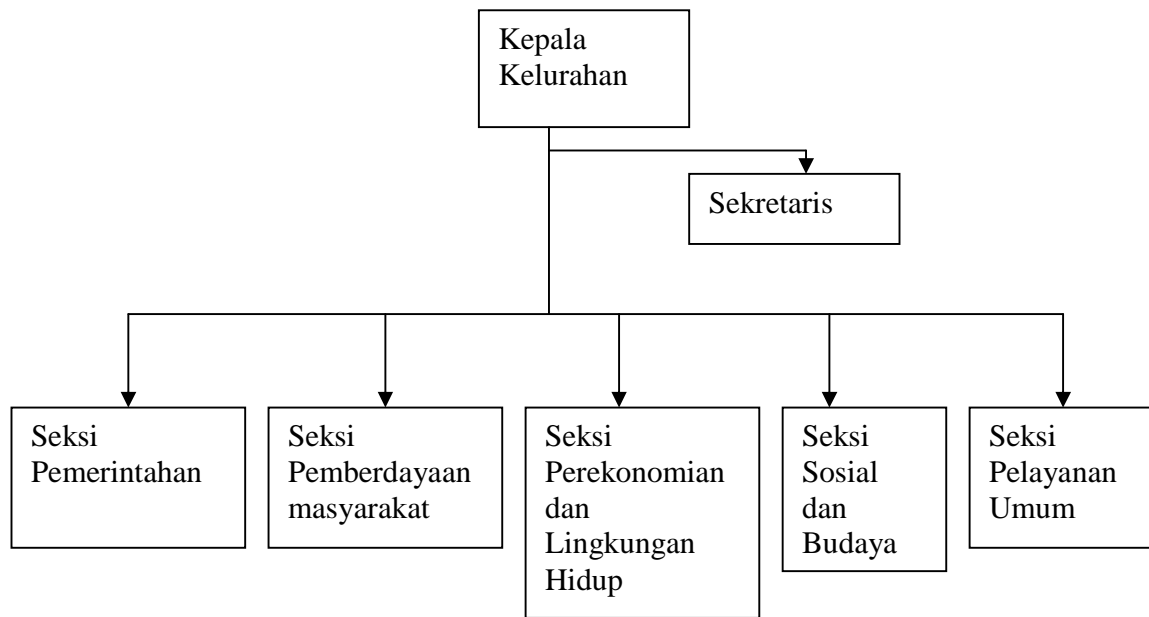 Kepala
Kelurahan
Sekretaris
Seksi
Pemerintahan
Seksi
Pemberdayaan
masyarakat
Seksi
Perekonomian
dan
Lingkungan
Hidup
Seksi
Sosial
dan
Budaya
Seksi
Pelayanan
Umum